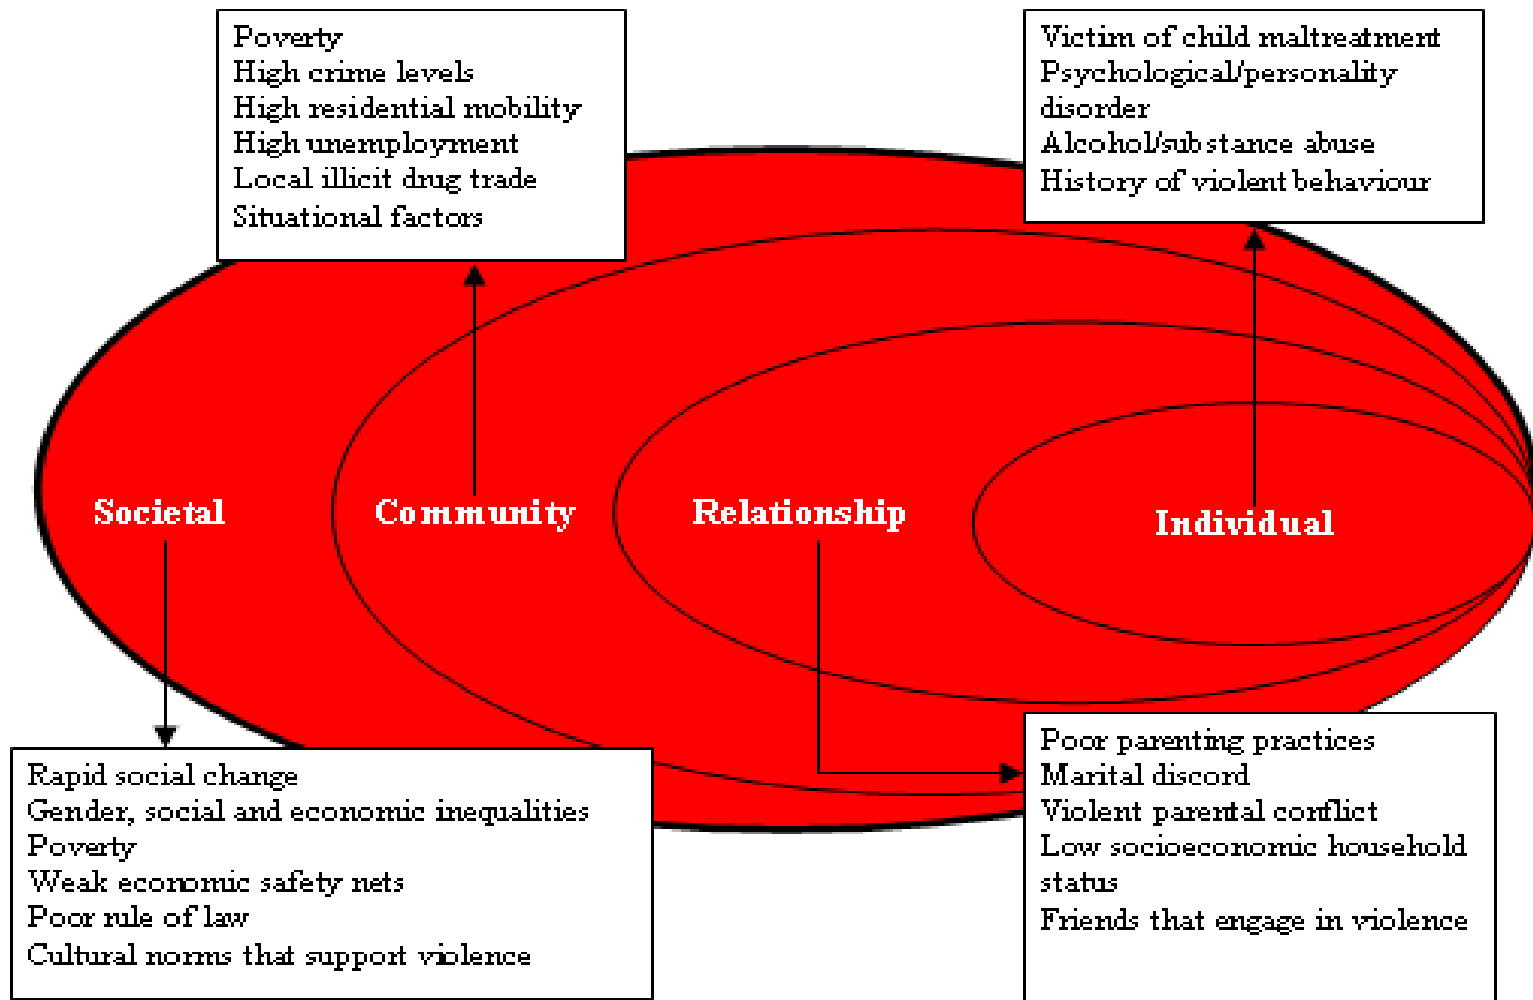 Poverty
High crime levels
High residential mobility
High unemployment
Local illicit drug trade
Situational factors
Victim of child maltreatment
Psychological/personality
disorder
Alcohol/substance abuse
History of violent behaviour
Societal
Community
Relationship
Individual
Rapid social change
Gender, social and economic inequalities
Poverty
Weak economic safety nets
Poor rule of law
Cultural norms that support violence
Poor parenting practices
Marital discord
Violent parental conflict
Low socioeconomic household
status
Friends that engage in violence